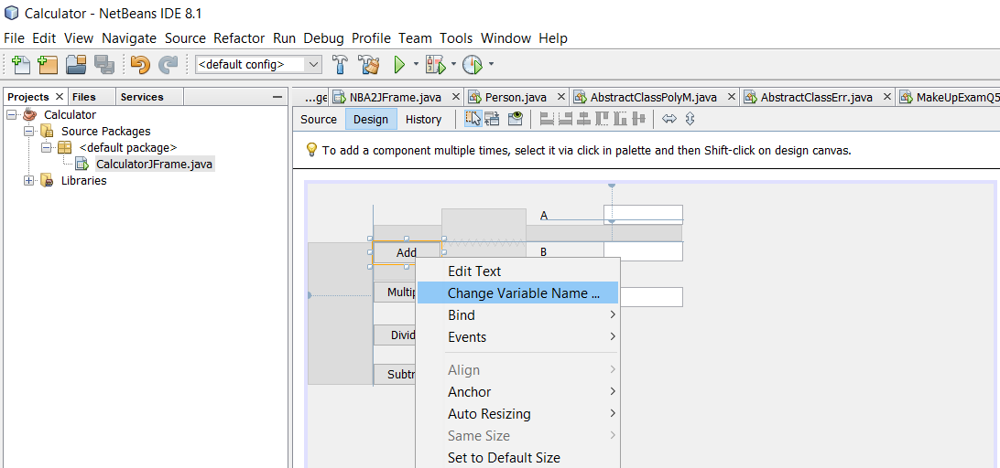 Calculator - NetBeans IDE 8.1
File Edit View Navigate Source Refactor Run Debug Profile Team Tools Window Help
<default config>
Projects Files Services
...ge NBA2JFrame.java Person.java AbstractClassPolyM.java AbstractClassErr.java MakeUpExamQ5
Source Design History
Calculator
Source Packages
<default package>
CalculatorJFrame.java
Libraries
To add a component multiple times, select it via click in palette and then Shift-click on design canvas.
A
Add
B
Multip
Divid
Subtr
Edit Text
Change Variable Name ...
Bind
Events
Align
Anchor
Auto Resizing
Same Size
Set to Default Size